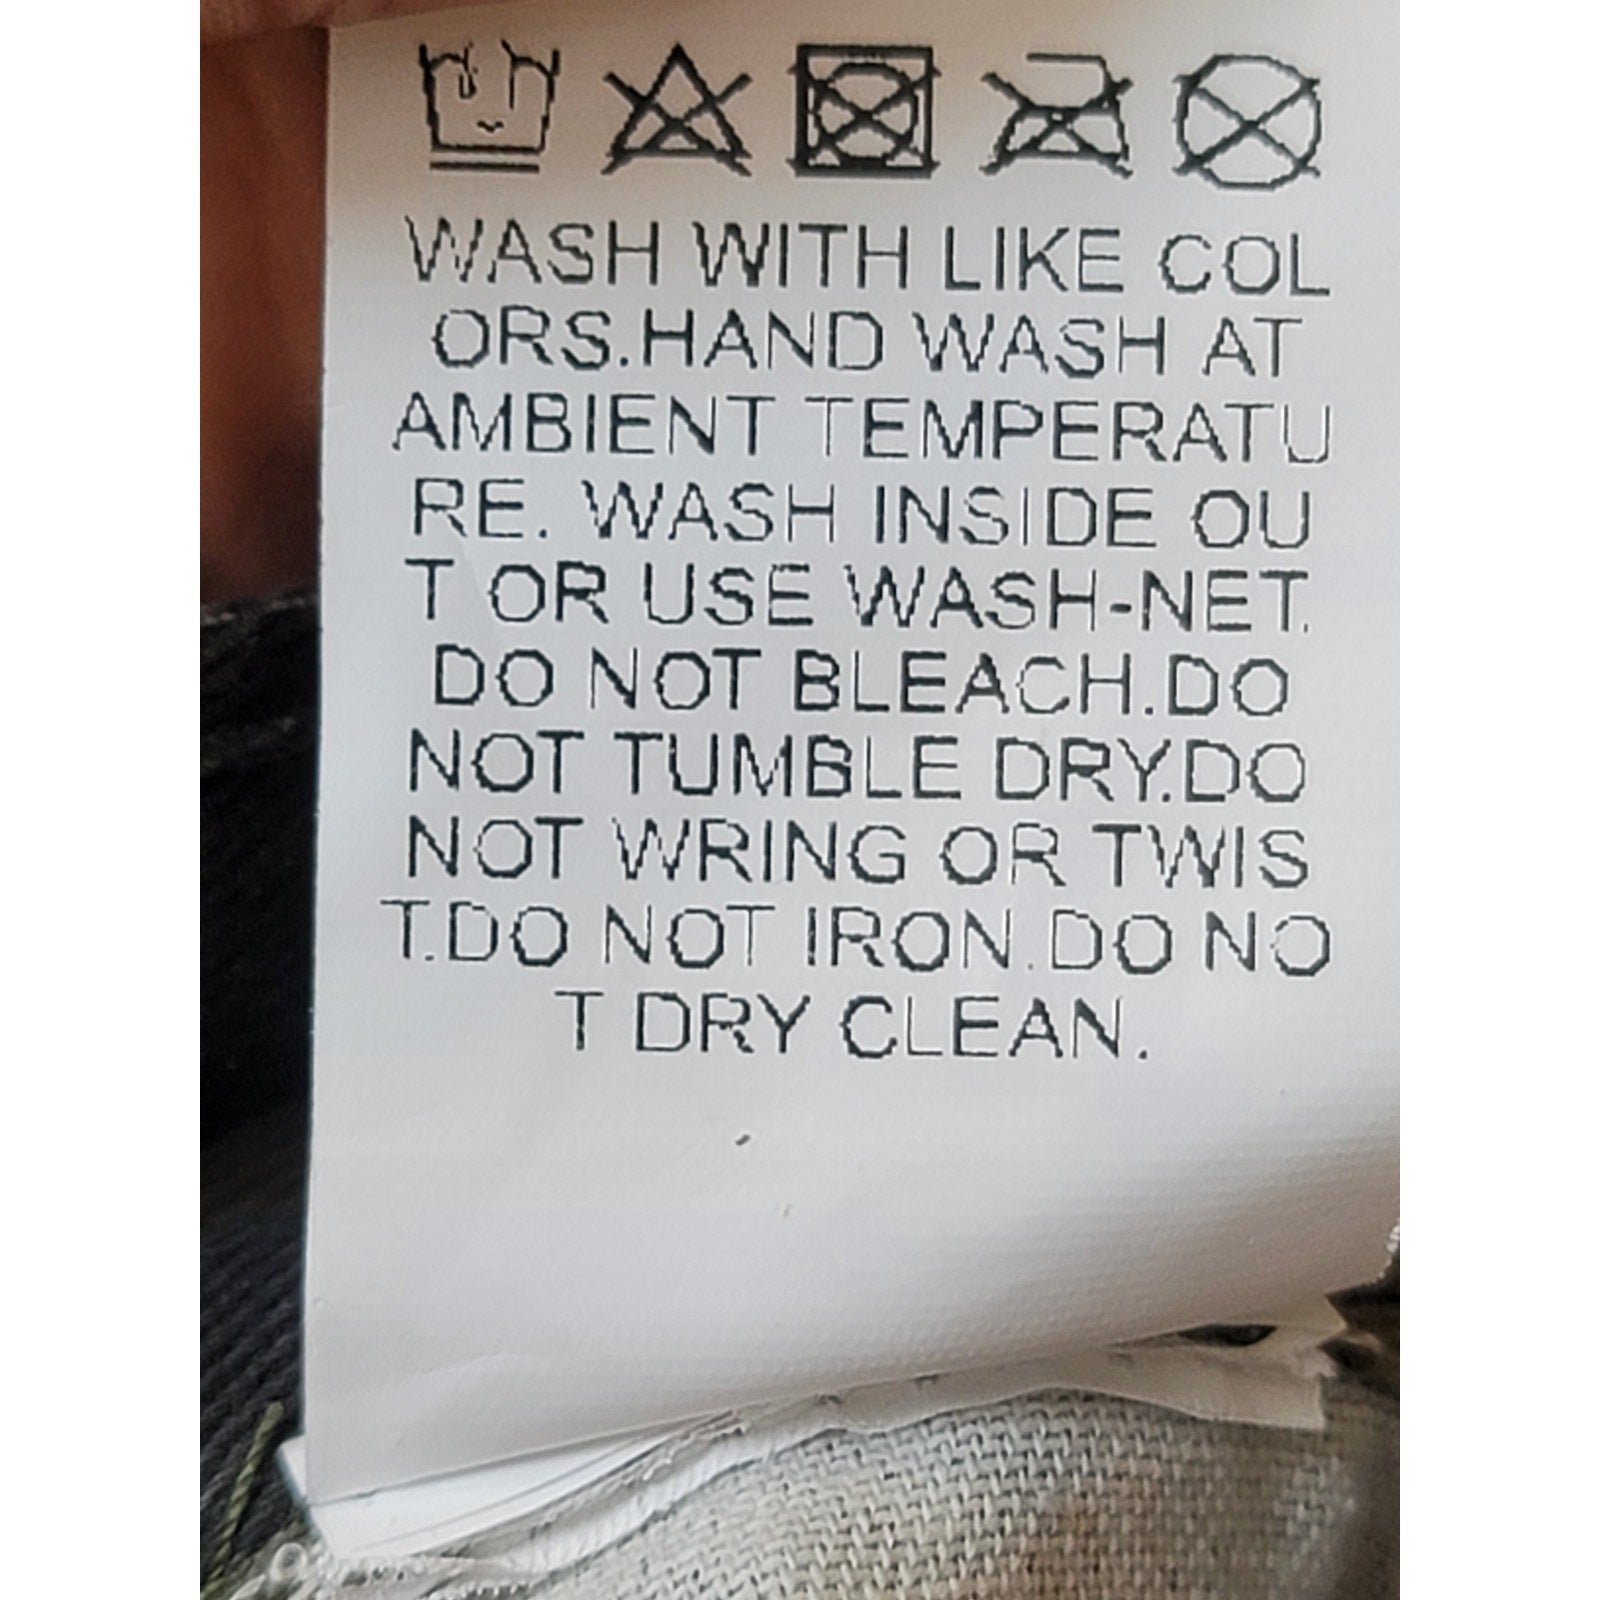 WASH WITH LIKE COL
ORS.HAND WASH AT
AMBIENT TEMPERATU
RE. WASH INSIDE OU
T OR USE WASH-NET.
DO NOT BLEACH.DO
NOT TUMBLE DRY.DO
NOT WRING OR TWIS
T.DO NOT IRON.DO NO
T DRY CLEAN.